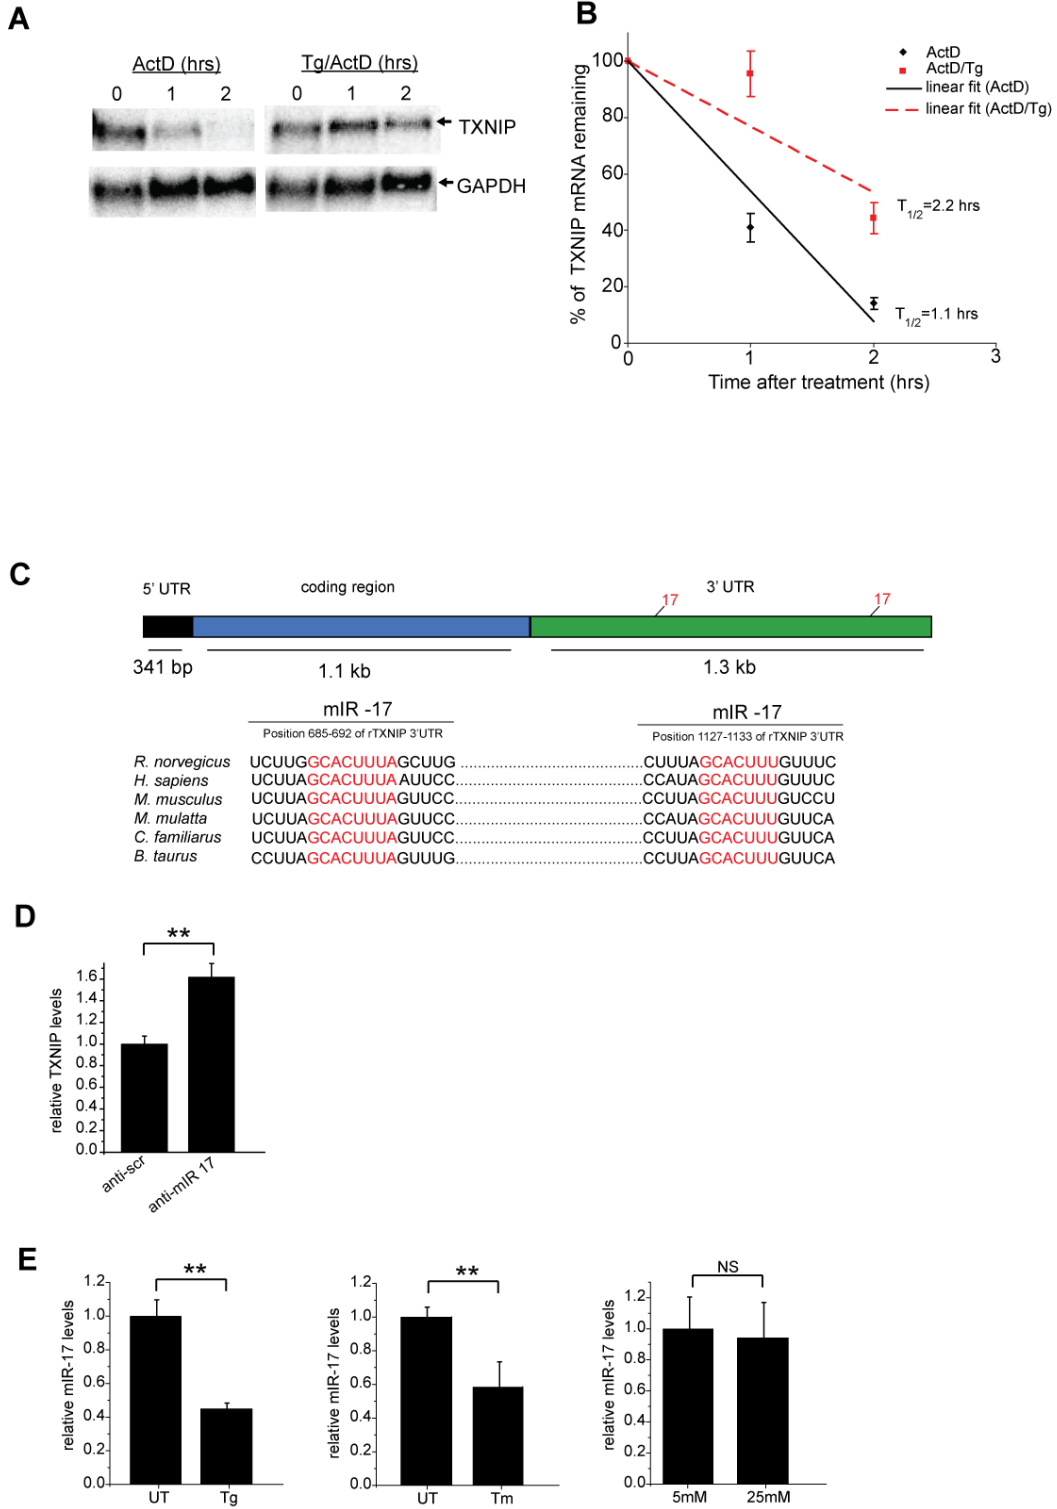 A
ActD (hrs)
Tg/ActD (hrs)
0 1 2
0 1 2
TXNIP
GAPDH
B
% of TXNIP mRNA remaining
100
80
60
40
20
0
0 1 2 3
Time after treatment (hrs)
ActD
ActD/Tg
linear fit (ActD)
linear fit (ActD/Tg)
T1/2=2.2 hrs
T1/2=1.1 hrs
C
5' UTR coding region 3' UTR
17 17
341 bp 1.1 kb 1.3 kb
mIR -17 mIR -17
Position 685-692 of rTXNIP 3'UTR Position 1127-1133 of rTXNIP 3'UTR
R. norvegicus UCUUGGCACUUUAGCUUG CUUUAGCACUUUGUUUC
H. sapiens UCUUAGCACUUUAAUUCC CCAUAGCACUUUGUUUC
M. musculus UCUUAGCACUUUAGUUCC CCUUAGCACUUUGUCCU
M. mulatta UCUUAGCACUUUAGUUCC CCAUAGCACUUUGUUCA
C. familiarus UCUUAGCACUUUAGUUCC CCUUAGCACUUUGUUCA
B. taurus CCUUAGCACUUUAGUUUG CCUUAGCACUUUGUUCA
D
**
relative TXNIP levels
1.6
1.4
1.2
1.0
0.8
0.6
0.4
0.2
0.0
anti-scr
anti-mIR 17
E
**
relative mIR-17 levels
1.2
1.0
0.8
0.6
0.4
0.2
0.0
UT Tg
**
relative mIR-17 levels
1.2
1.0
0.8
0.6
0.4
0.2
0.0
UT Tm
NS
relative mIR-17 levels
1.2
1.0
0.8
0.6
0.4
0.2
0.0
5mM 25mM